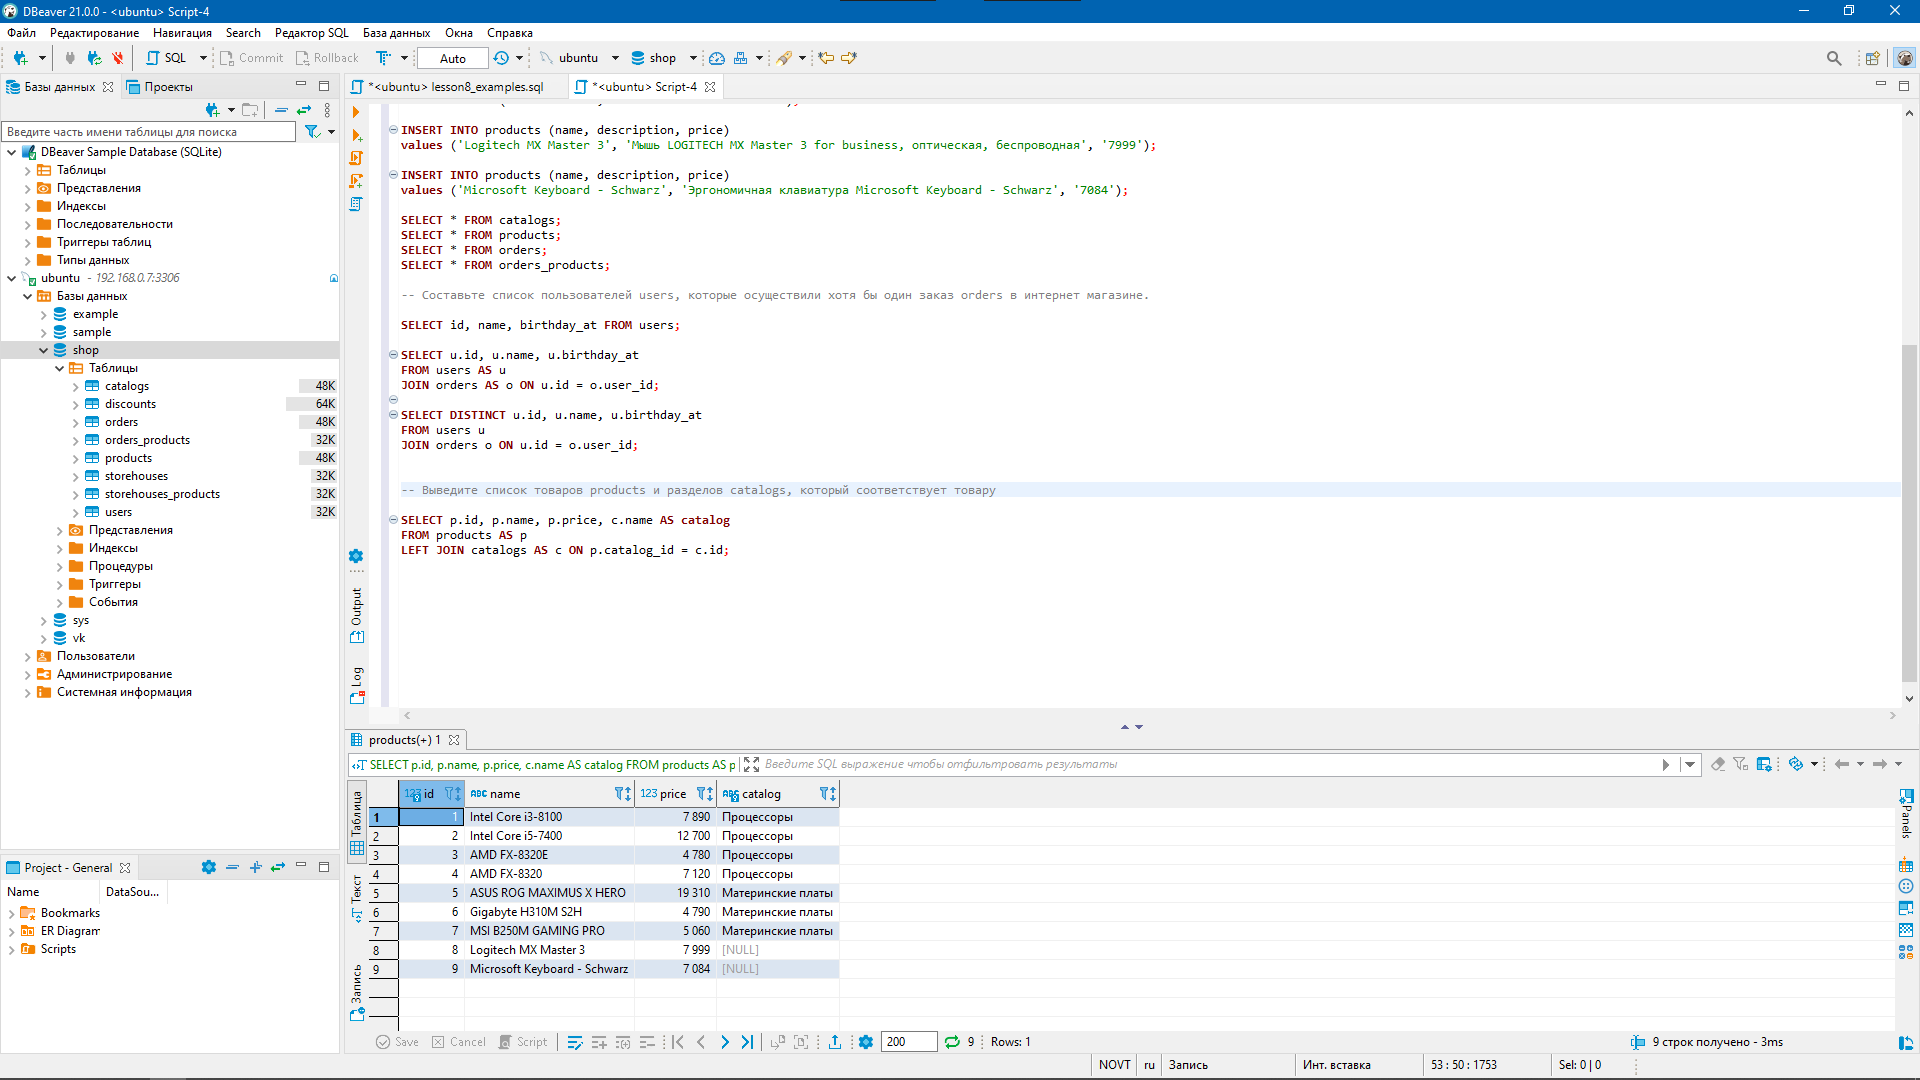 DBeaver 21.0.0 - <ubuntu> Script-4
Файл Редактирование Навигация Search Редактор SQL База данных Окна Справка
SQL Commit Rollback Auto ubuntu shop
Базы данных Проекты
Введите часть имени таблицы для поиска
DBeaver Sample Database (SQLite)
Таблицы
Представления
Индексы
Последовательности
Триггеры таблиц
Типы данных
ubuntu - 192.168.0.7:3306
Базы данных
example
sample
shop
Таблицы
catalogs 48K
discounts 64K
orders 48K
orders_products 32K
products 48K
storehouses 32K
storehouses_products 32K
users 32K
Представления
Индексы
Процедуры
Триггеры
События
sys
vk
Пользователи
Администрирование
Системная информация
Project - General
Name DataSou...
Bookmarks
ER Diagram
Scripts
*<ubuntu> lesson8_examples.sql *<ubuntu> Script-4
INSERT INTO products (name, description, price)
values ('Logitech MX Master 3', 'Мышь LOGITECH MX Master 3 for business, оптическая, беспроводная', '7999');
INSERT INTO products (name, description, price)
values ('Microsoft Keyboard - Schwarz', 'Эргономичная клавиатура Microsoft Keyboard - Schwarz', '7084');
SELECT * FROM catalogs;
SELECT * FROM products;
SELECT * FROM orders;
SELECT * FROM orders_products;
-- Составьте список пользователей users, которые осуществили хотя бы один заказ orders в интернет магазине.
SELECT id, name, birthday_at FROM users;
SELECT u.id, u.name, u.birthday_at
FROM users AS u
JOIN orders AS o ON u.id = o.user_id;
SELECT DISTINCT u.id, u.name, u.birthday_at
FROM users u
JOIN orders o ON u.id = o.user_id;
-- Выведите список товаров products и разделов catalogs, который соответствует товару
SELECT p.id, p.name, p.price, c.name AS catalog
FROM products AS p
LEFT JOIN catalogs AS c ON p.catalog_id = c.id;
Output
Log
products(+) 1
SELECT p.id, p.name, p.price, c.name AS catalog FROM products AS p Введите SQL выражение чтобы отфильтровать результаты
Таблица
Текст
Запись
Panels
123 id ABC name 123 price ABC catalog
1 1 Intel Core i3-8100 7 890 Процессоры
2 2 Intel Core i5-7400 12 700 Процессоры
3 3 AMD FX-8320E 4 780 Процессоры
4 4 AMD FX-8320 7 120 Процессоры
5 5 ASUS ROG MAXIMUS X HERO 19 310 Материнские платы
6 6 Gigabyte H310M S2H 4 790 Материнские платы
7 7 MSI B250M GAMING PRO 5 060 Материнские платы
8 8 Logitech MX Master 3 7 999 [NULL]
9 9 Microsoft Keyboard - Schwarz 7 084 [NULL]
Save Cancel Script 200 9 Rows: 1 9 строк получено - 3ms
NOVT ru Запись Инт. вставка 53 : 50 : 1753 Sel: 0 | 0